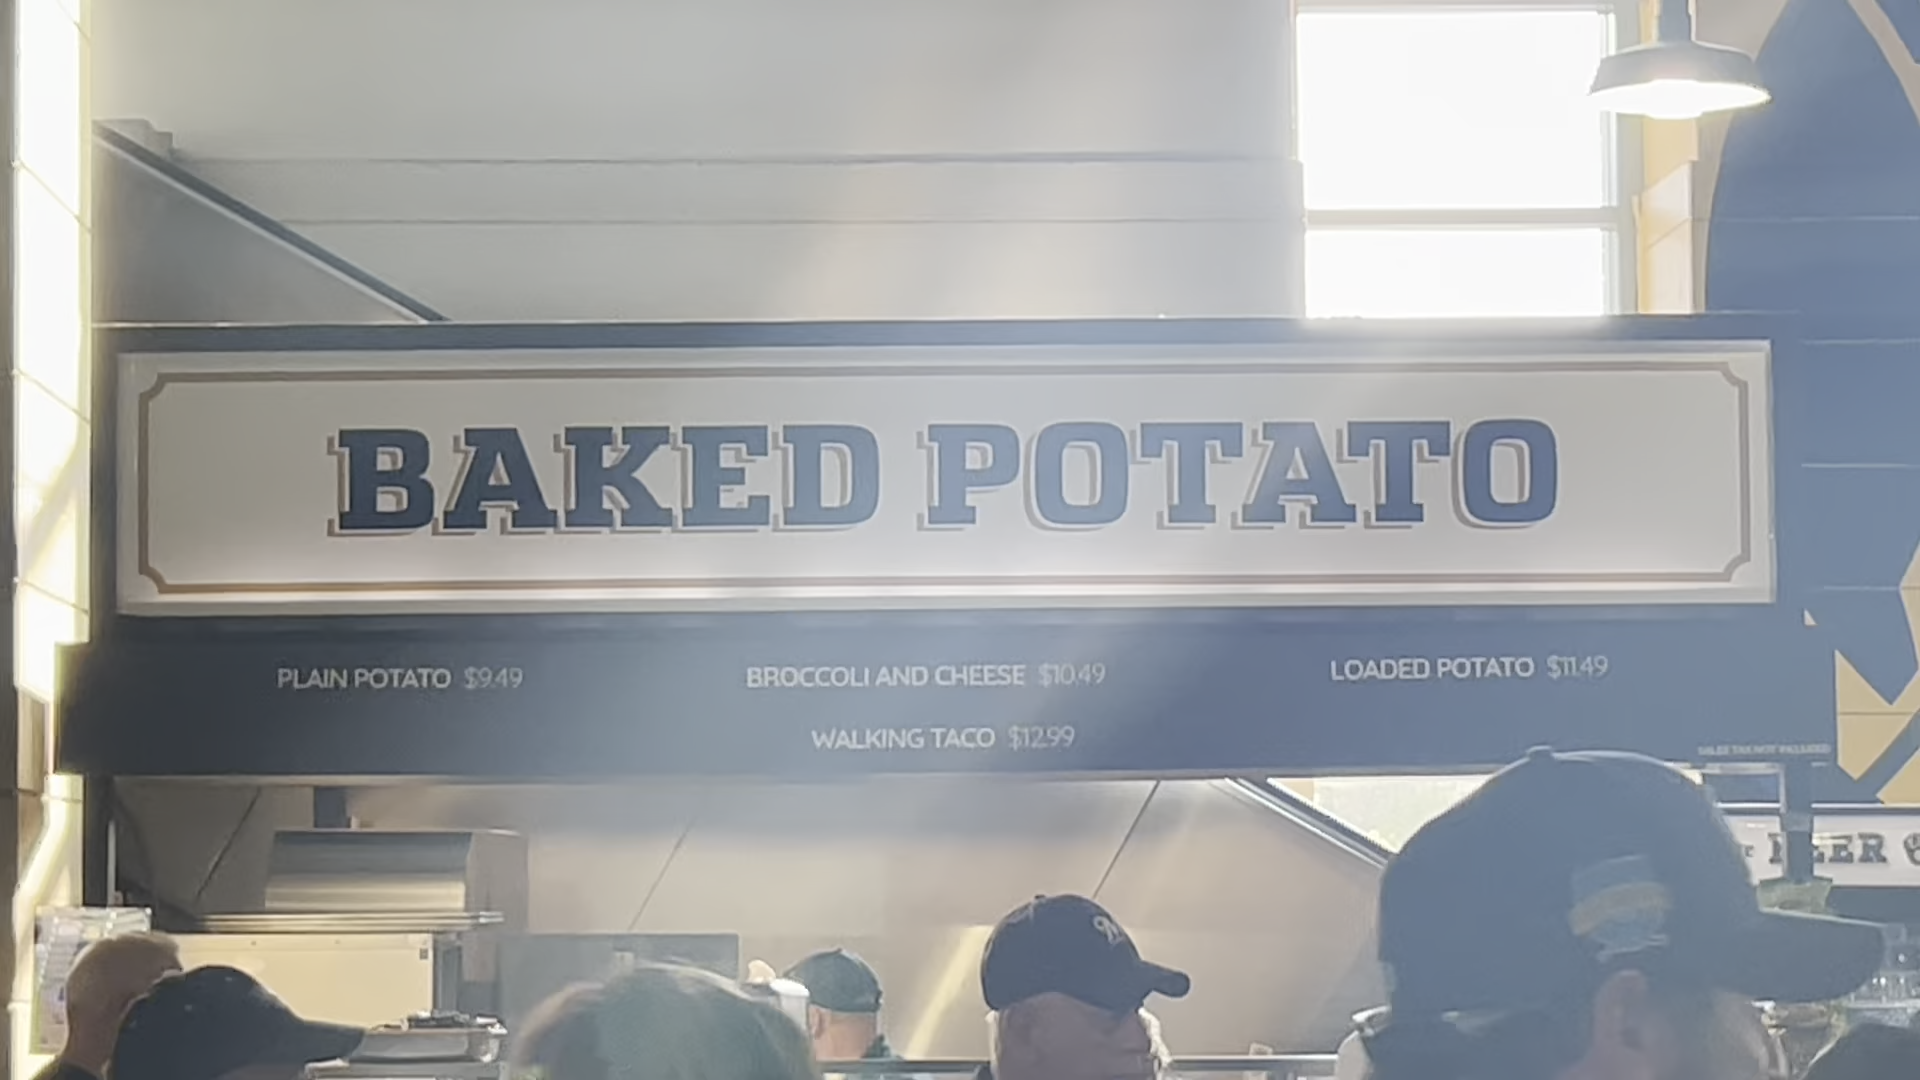 BAKED POTATO
PLAIN POTATO $9.49
BROCCOLI AND CHEESE $10.49
LOADED POTATO $11.49
WALKING TACO $12.99
BEER